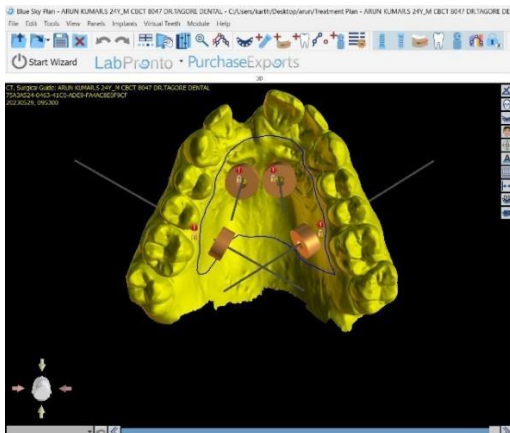 Blue Sky Plan - ARUN KUMAR.S 24Y_M CBCT 8047 DR.TAGORE DENTAL - C:/Users/karth/Desktop/arun/Treatment Plan - ARUN KUMAR.S 24Y_M CBCT 8047 DR.TAGORE DE
File Edit Tools View Panels Implants Virtual Teeth Module Help
Start Wizard LabPronto PurchaseExports
3D
CT, Surgical Guide: ARUN KUMAR.S 24Y_M CBCT 8047 DR.TAGORE DENTAL
20230529, 095300